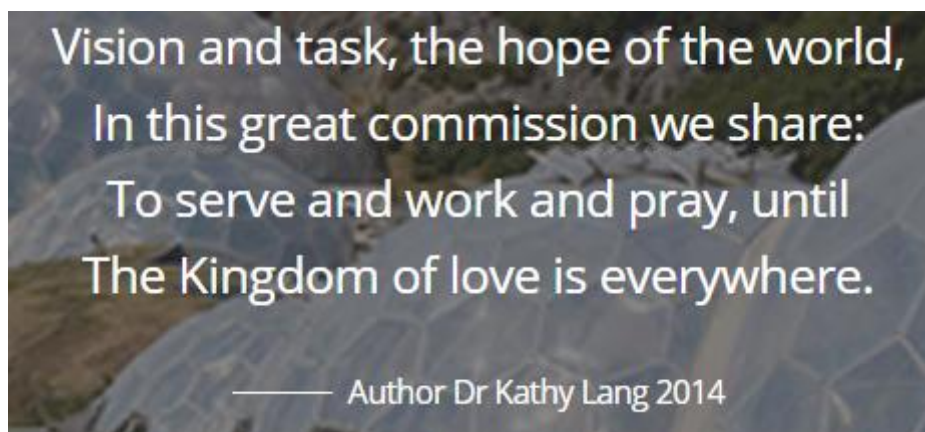 Vision and task, the hope of the world,
In this great commission we share:
To serve and work and pray, until
The Kingdom of love is everywhere.
Author Dr Kathy Lang 2014